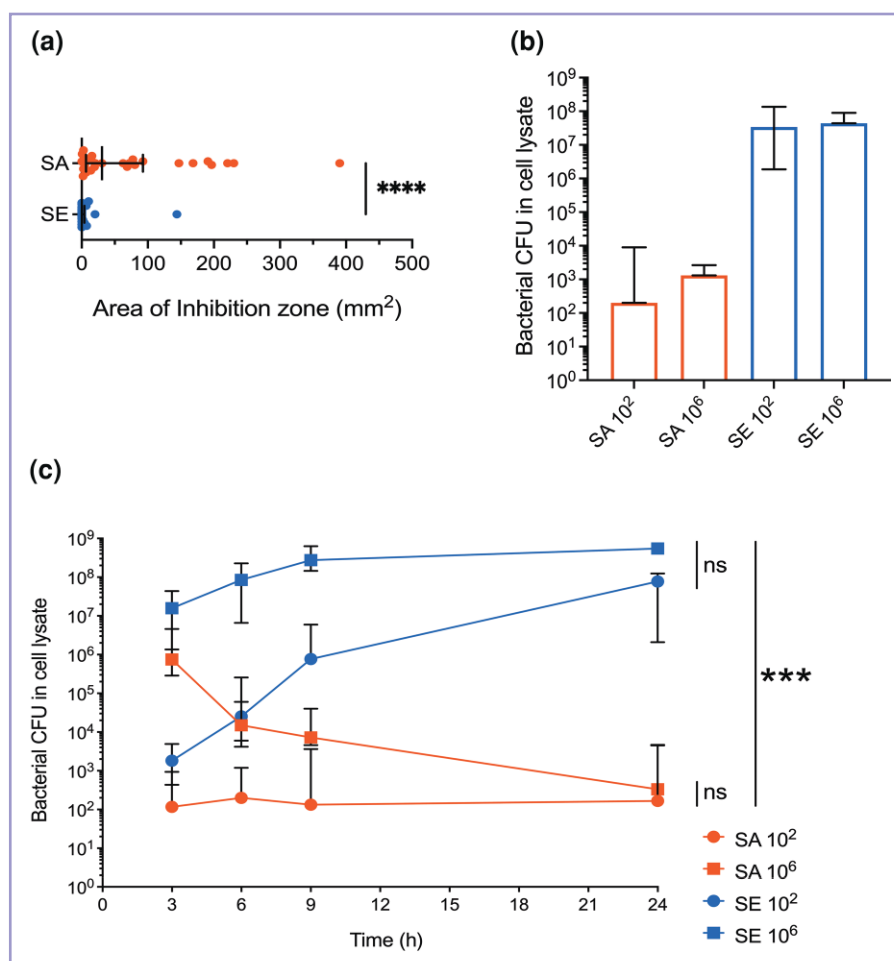 (a)
SA
SE
****
0 100 200 300 400 500
Area of Inhibition zone (mm²)
(b)
Bacterial CFU in cell lysate
10⁹
10⁸
10⁷
10⁶
10⁵
10⁴
10³
10²
10¹
10⁰
SA 10²
SA 10⁶
SE 10²
SE 10⁶
(c)
Bacterial CFU in cell lysate
10⁹
10⁸
10⁷
10⁶
10⁵
10⁴
10³
10²
10¹
10⁰
0 3 6 9 12 15 18 21 24
Time (h)
ns
***
ns
SA 10²
SA 10⁶
SE 10²
SE 10⁶